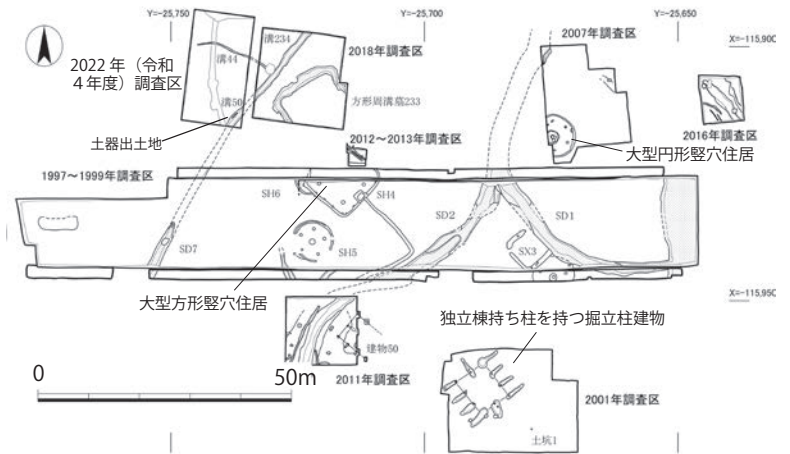 Y=-25,750
Y=-25,700
Y=-25,650
X=-115,900
2022 年（令和
４年度）調査区
溝234
2018年調査区
溝44
溝50
方形周溝墓233
土器出土地
2012～2013年調査区
2007年調査区
2016年調査区
大型円形竪穴住居
1997～1999年調査区
SH6
SH4
SD2
SD1
SD7
SH5
SX3
X=-115,950
大型方形竪穴住居
独立棟持ち柱を持つ掘立柱建物
建物50
0
50m
2011年調査区
2001年調査区
土坑1